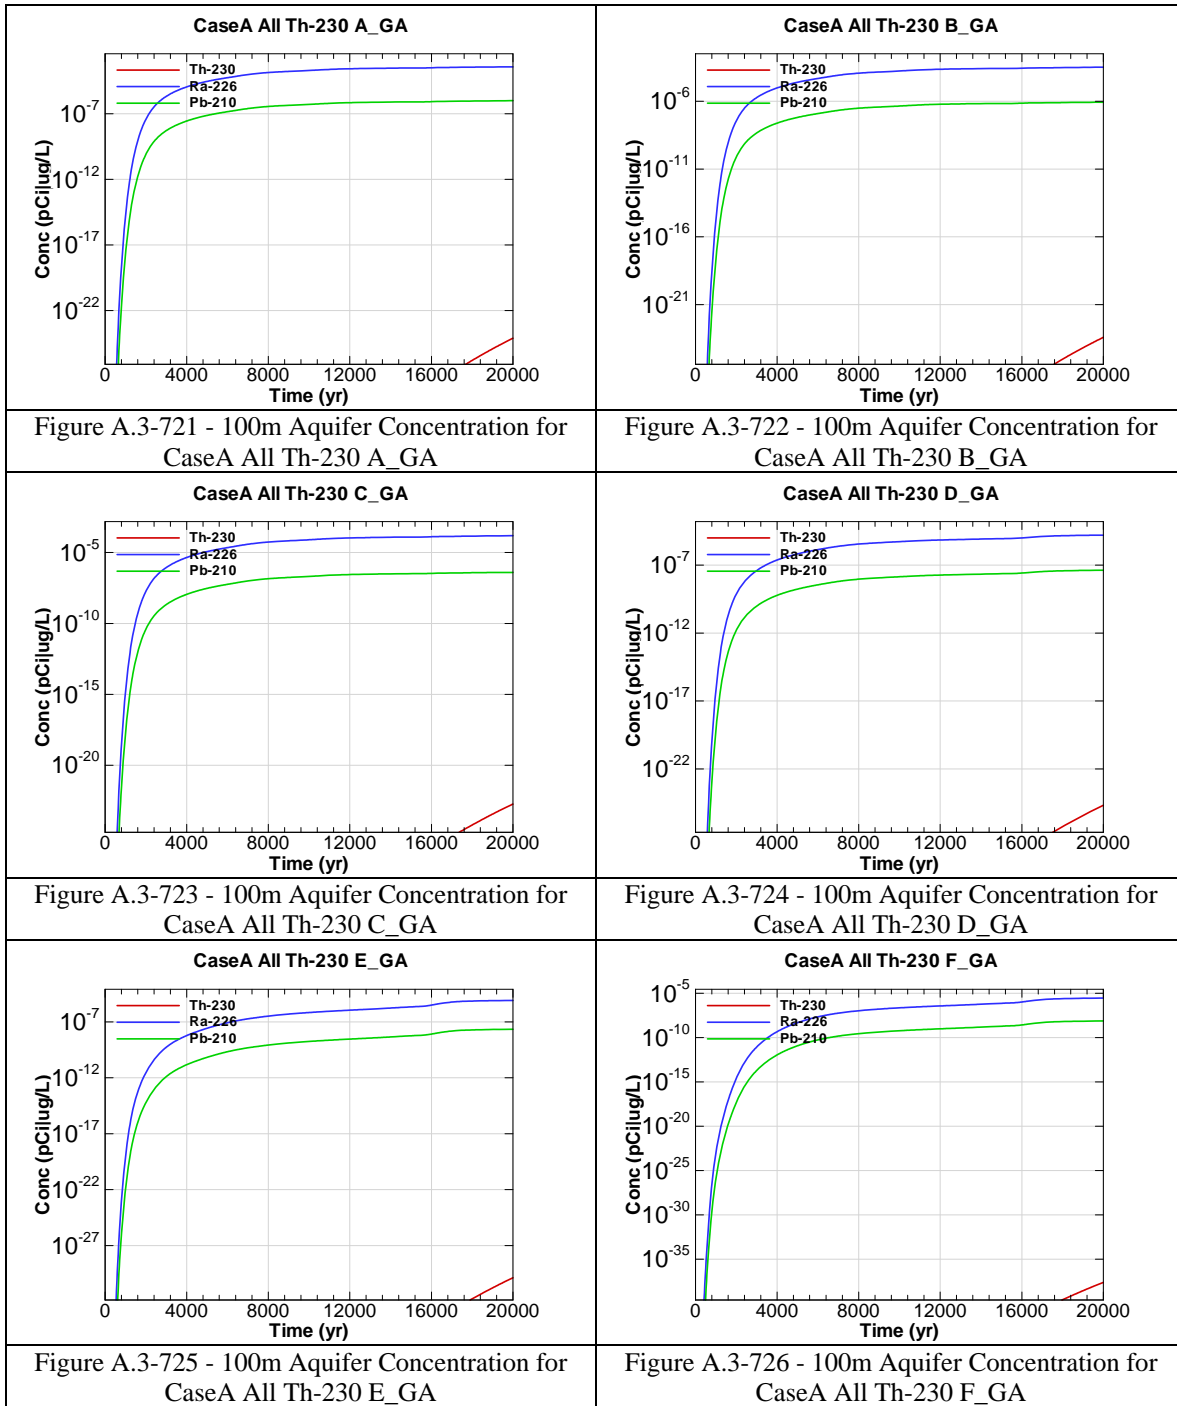 CaseA All Th-230 A_GA
Th-230
Ra-226
Pb-210
10-7
10-12
10-17
10-22
Conc (pCi|ug/L)
0 4000 8000 12000 16000 20000
Time (yr)
Figure A.3-721 - 100m Aquifer Concentration for
CaseA All Th-230 A_GA
CaseA All Th-230 B_GA
Th-230
Ra-226
Pb-210
10-6
10-11
10-16
10-21
Conc (pCi|ug/L)
0 4000 8000 12000 16000 20000
Time (yr)
Figure A.3-722 - 100m Aquifer Concentration for
CaseA All Th-230 B_GA
CaseA All Th-230 C_GA
Th-230
Ra-226
Pb-210
10-5
10-10
10-15
10-20
Conc (pCi|ug/L)
0 4000 8000 12000 16000 20000
Time (yr)
Figure A.3-723 - 100m Aquifer Concentration for
CaseA All Th-230 C_GA
CaseA All Th-230 D_GA
Th-230
Ra-226
Pb-210
10-7
10-12
10-17
10-22
Conc (pCi|ug/L)
0 4000 8000 12000 16000 20000
Time (yr)
Figure A.3-724 - 100m Aquifer Concentration for
CaseA All Th-230 D_GA
CaseA All Th-230 E_GA
Th-230
Ra-226
Pb-210
10-7
10-12
10-17
10-22
10-27
Conc (pCi|ug/L)
0 4000 8000 12000 16000 20000
Time (yr)
Figure A.3-725 - 100m Aquifer Concentration for
CaseA All Th-230 E_GA
CaseA All Th-230 F_GA
Th-230
Ra-226
Pb-210
10-5
10-10
10-15
10-20
10-25
10-30
10-35
Conc (pCi|ug/L)
0 4000 8000 12000 16000 20000
Time (yr)
Figure A.3-726 - 100m Aquifer Concentration for
CaseA All Th-230 F_GA